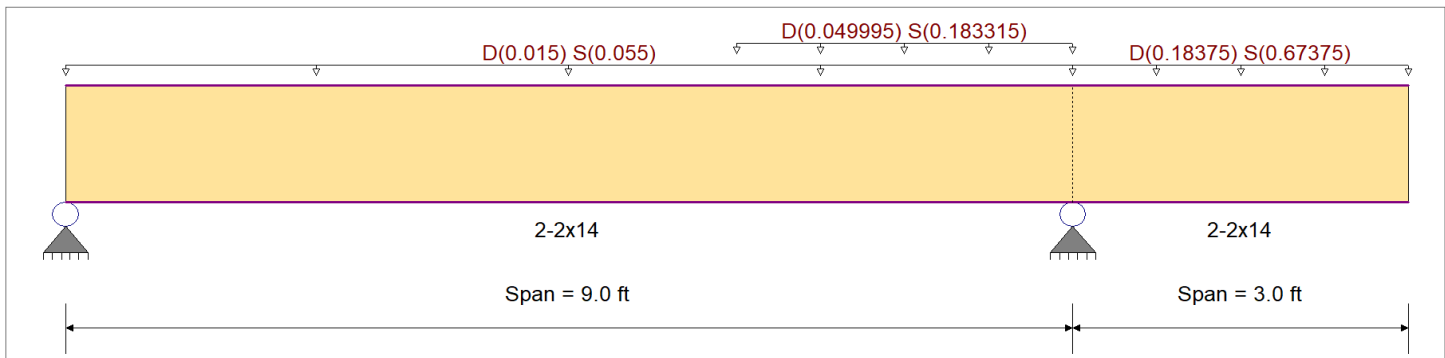 D(0.049995) S(0.183315)
D(0.015) S(0.055)
D(0.18375) S(0.67375)
2-2x14
2-2x14
Span = 9.0 ft
Span = 3.0 ft